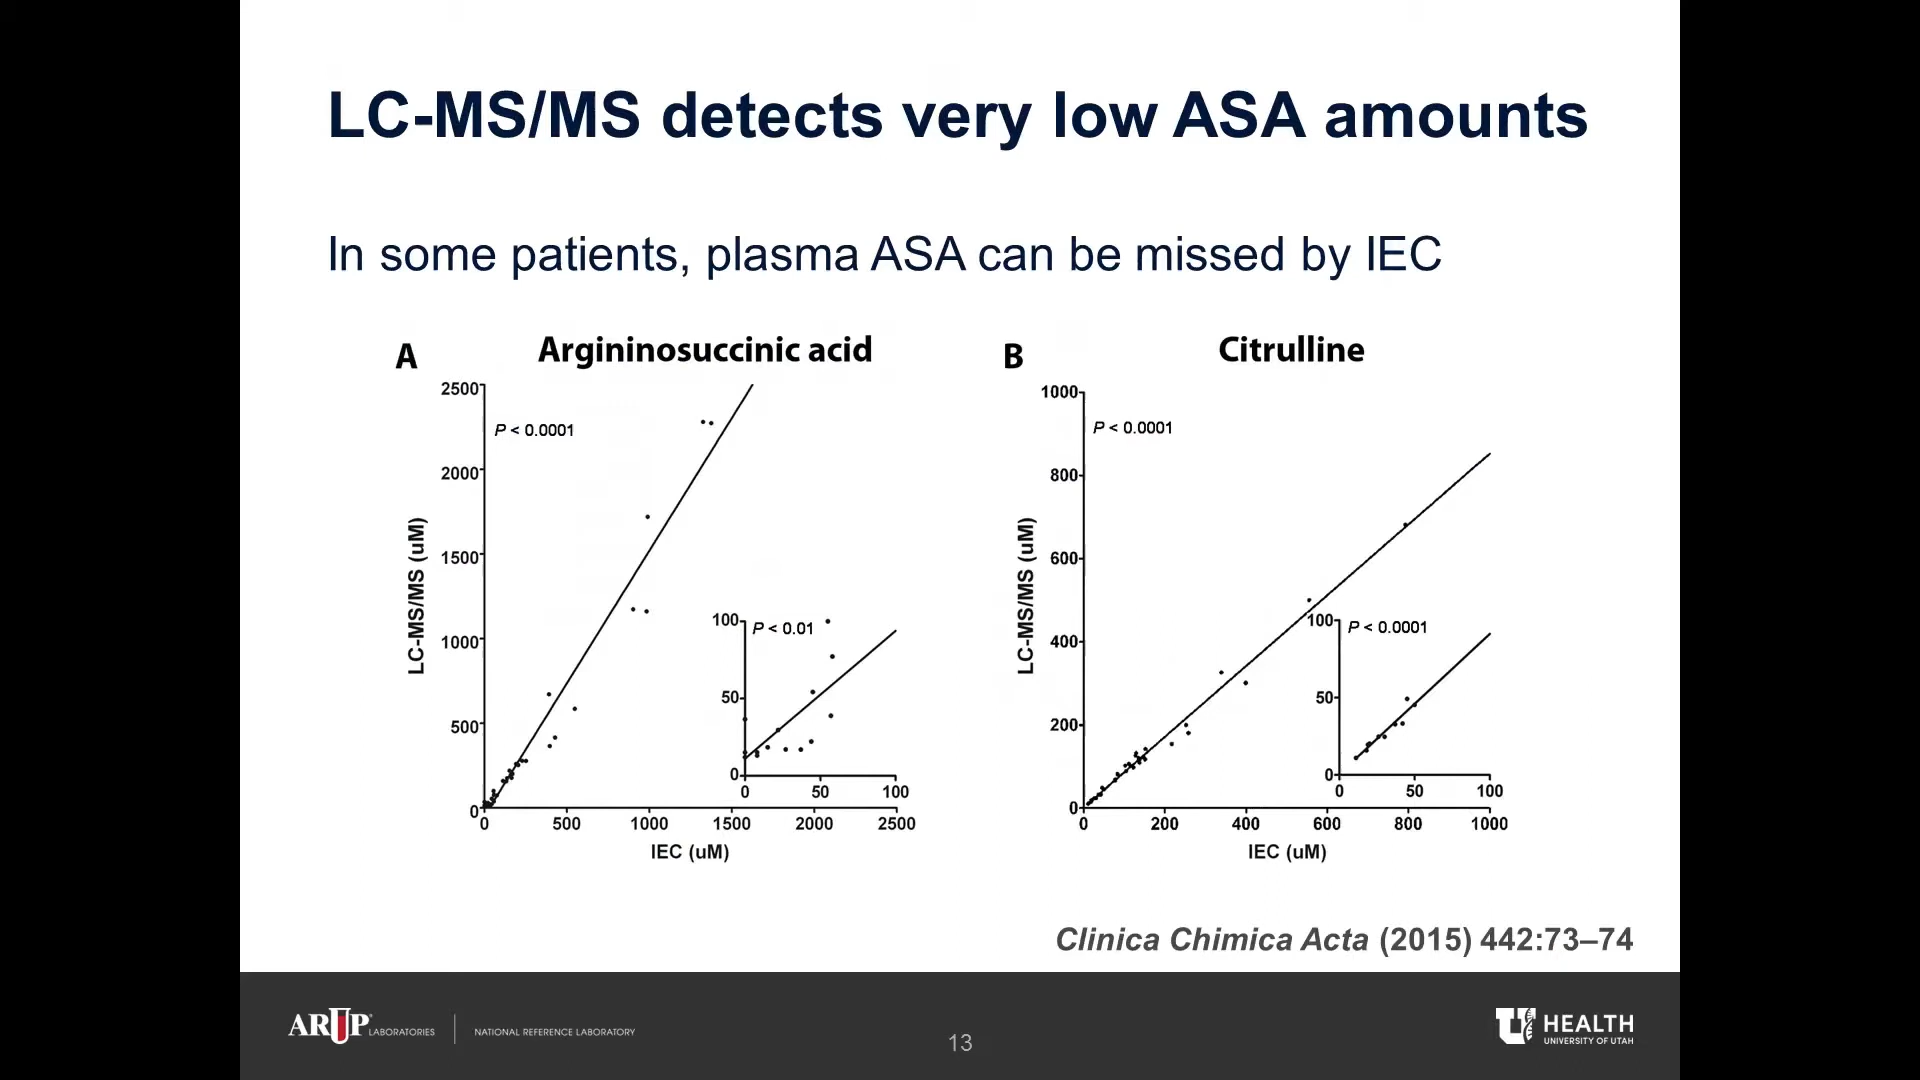 LC-MS/MS detects very low ASA amounts
In some patients, plasma ASA can be missed by IEC
A
Argininosuccinic acid
P < 0.0001
LC-MS/MS (uM)
2500
2000
1500
1000
500
0
0 500 1000 1500 2000 2500
IEC (uM)
P < 0.01
100
50
0
0 50 100
B
Citrulline
P < 0.0001
LC-MS/MS (uM)
1000
800
600
400
200
0
0 200 400 600 800 1000
IEC (uM)
P < 0.0001
100
50
0
0 50 100
Clinica Chimica Acta (2015) 442:73–74
ARUP LABORATORIES
NATIONAL REFERENCE LABORATORY
13
U HEALTH
UNIVERSITY OF UTAH